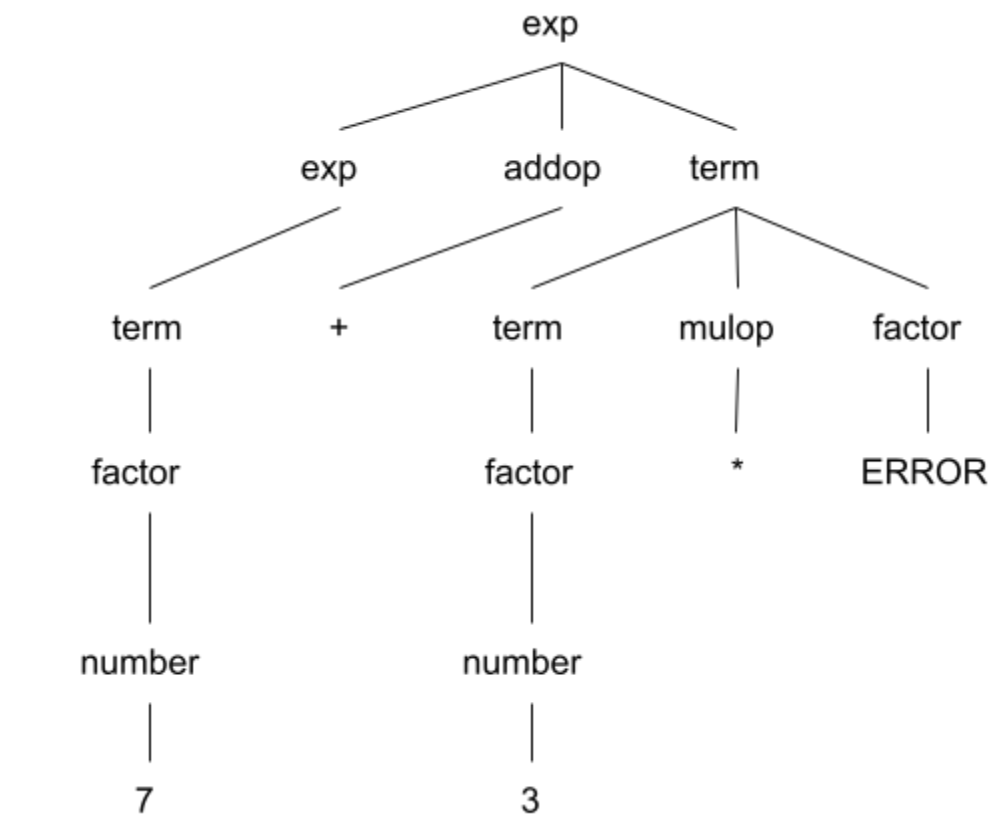 exp
exp addop term
term + term mulop factor
factor factor * ERROR
number number
7 3